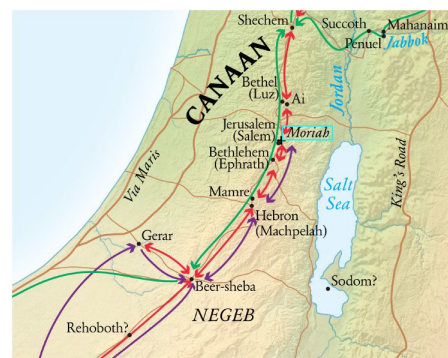 Shechem
Succoth
Mahanaim
Penuel
Jabbok
CANAAN
Bethel
(Luz)
Ai
Jordan
Jerusalem
(Salem)
Moriah
Bethlehem
(Ephrath)
Via Maris
King's Road
Mamre
Salt
Sea
Hebron
(Machpelah)
Gerar
Beer-sheba
Sodom?
NEGEB
Rehoboth?